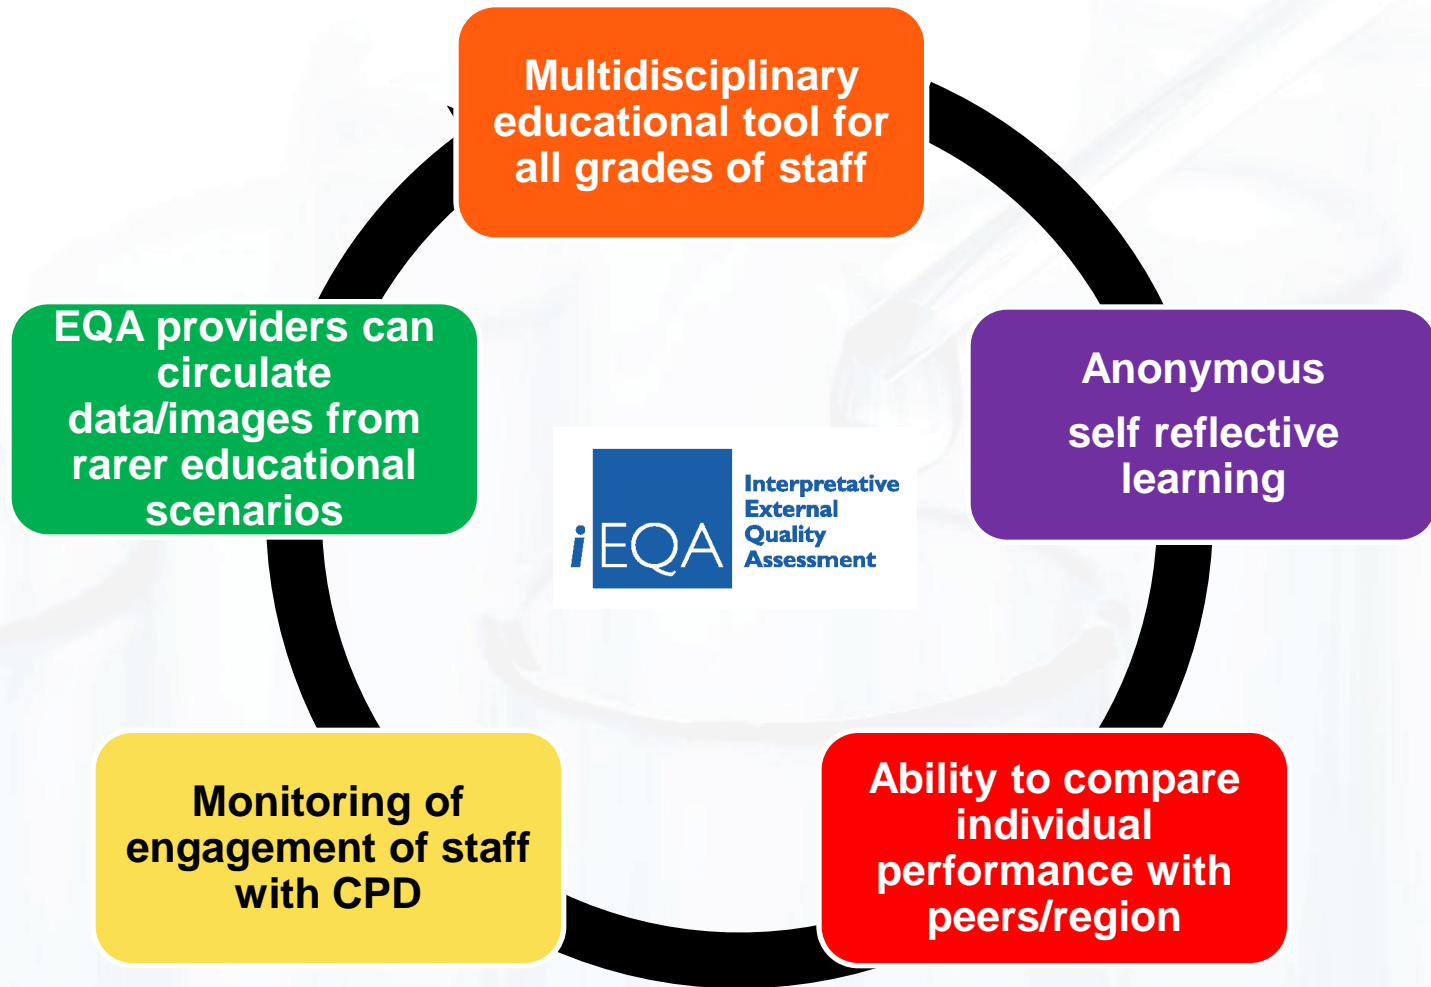 Multidisciplinary
educational tool for
all grades of staff
Anonymous
self reflective
learning
Ability to compare
individual
performance with
peers/region
Monitoring of
engagement of staff
with CPD
EQA providers can
circulate
data/images from
rarer educational
scenarios
iEQA
Interpretative
External
Quality
Assessment